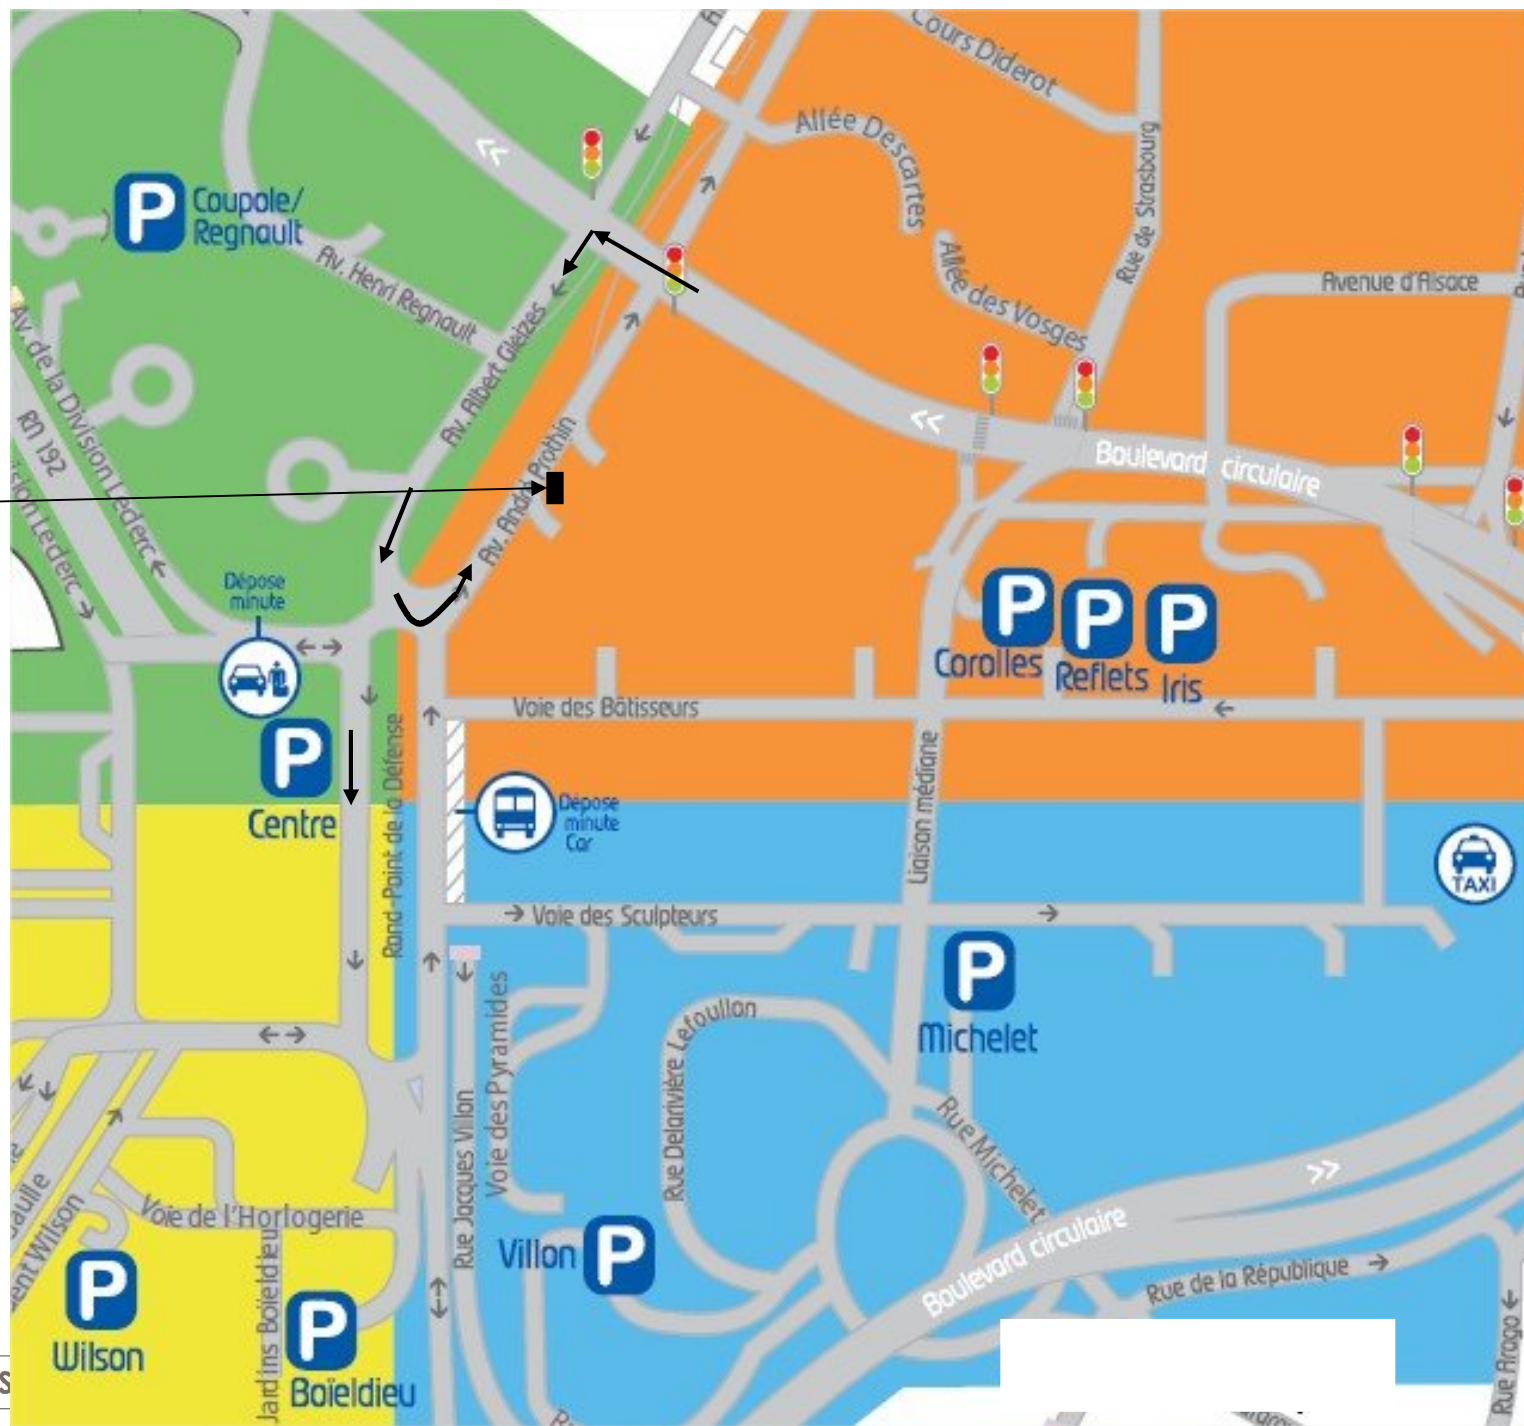 Cours Diderot
Allée Descartes
Rue de Strasbourg
P
Coupole/
Regnault
Av. Henri Regnault
Allée des Vosges
Avenue d'Alsace
Av. Albert Gleizes
Av. de la Division Leclerc
RN 192
Av. André Prothin
Boulevard circulaire
Leclerc
Dépose
minute
P
P
P
Corolles
Reflets
Iris
Voie des Bâtisseurs
P
Centre
Rond-Point de la Défense
Dépose
minute
Car
Liaison médiane
TAXI
Voie des Sculpteurs
P
Michelet
Voie des Pyramides
Rue Delarivière Lefoullon
Rue Jacques Villon
Rue Michelet
Voie de l'Horlogerie
Villon
P
Boulevard circulaire
Rue de la République
Wilson
P
Wilson
Jardins Boieldieu
P
Boïeldieu
Rue Arago